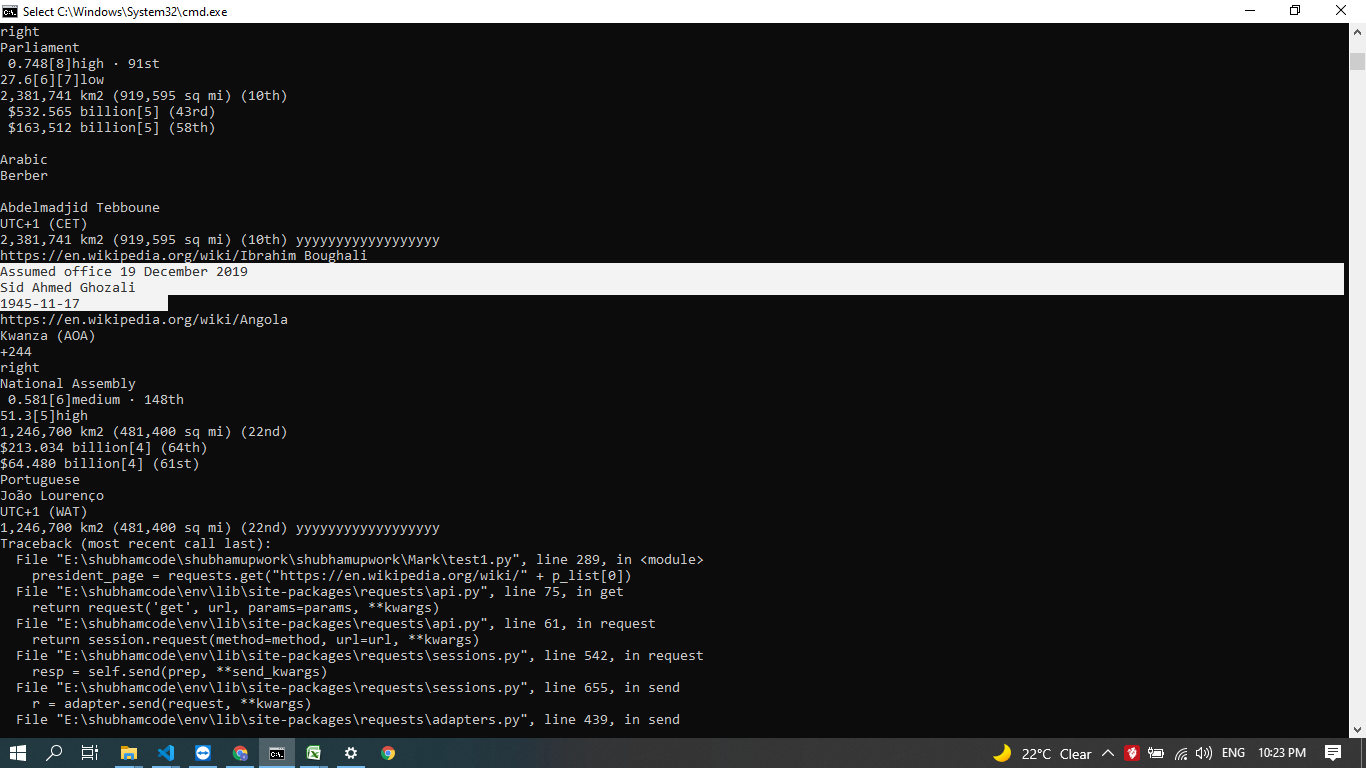 Select C:\Windows\System32\cmd.exe
right
Parliament
0.748[8]high · 91st
27.6[6][7]low
2,381,741 km2 (919,595 sq mi) (10th)
$532.565 billion[5] (43rd)
$163,512 billion[5] (58th)
Arabic
Berber
Abdelmadjid Tebboune
UTC+1 (CET)
2,381,741 km2 (919,595 sq mi) (10th) yyyyyyyyyyyyyyyyyy
https://en.wikipedia.org/wiki/Ibrahim Boughali
Assumed office 19 December 2019
Sid Ahmed Ghozali
1945-11-17
https://en.wikipedia.org/wiki/Angola
Kwanza (AOA)
+244
right
National Assembly
0.581[6]medium · 148th
51.3[5]high
1,246,700 km2 (481,400 sq mi) (22nd)
$213.034 billion[4] (64th)
$64.480 billion[4] (61st)
Portuguese
João Lourenço
UTC+1 (WAT)
1,246,700 km2 (481,400 sq mi) (22nd) yyyyyyyyyyyyyyyyyy
Traceback (most recent call last):
File "E:\shubhamcode\shubhamupwork\shubhamupwork\Mark\test1.py", line 289, in <module>
president_page = requests.get("https://en.wikipedia.org/wiki/" + p_list[0])
File "E:\shubhamcode\env\lib\site-packages\requests\api.py", line 75, in get
return request('get', url, params=params, **kwargs)
File "E:\shubhamcode\env\lib\site-packages\requests\api.py", line 61, in request
return session.request(method=method, url=url, **kwargs)
File "E:\shubhamcode\env\lib\site-packages\requests\sessions.py", line 542, in request
resp = self.send(prep, **send_kwargs)
File "E:\shubhamcode\env\lib\site-packages\requests\sessions.py", line 655, in send
r = adapter.send(request, **kwargs)
File "E:\shubhamcode\env\lib\site-packages\requests\adapters.py", line 439, in send
22°C Clear ENG 10:23 PM